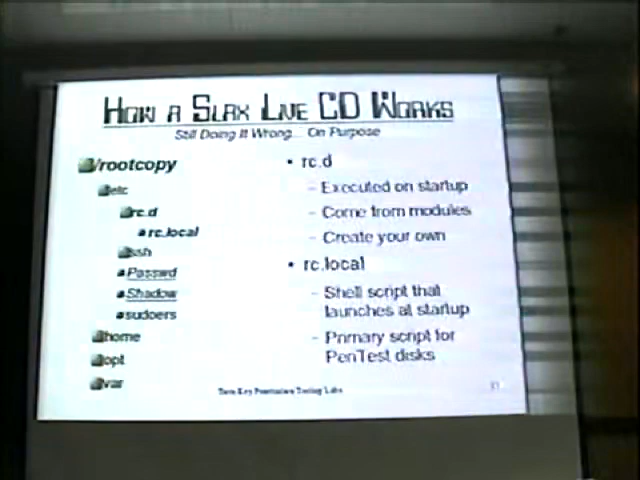 How a Slax Live CD Works
Still Doing It Wrong... On Purpose
/rootcopy
etc
rc.d
rc.local
ssh
Passwd
Shadow
sudoers
home
opt
var
• rc.d
– Executed on startup
– Come from modules
– Create your own
• rc.local
– Shell script that
launches at startup
– Primary script for
PenTest disks
Turn Key Penetration Testing Labs